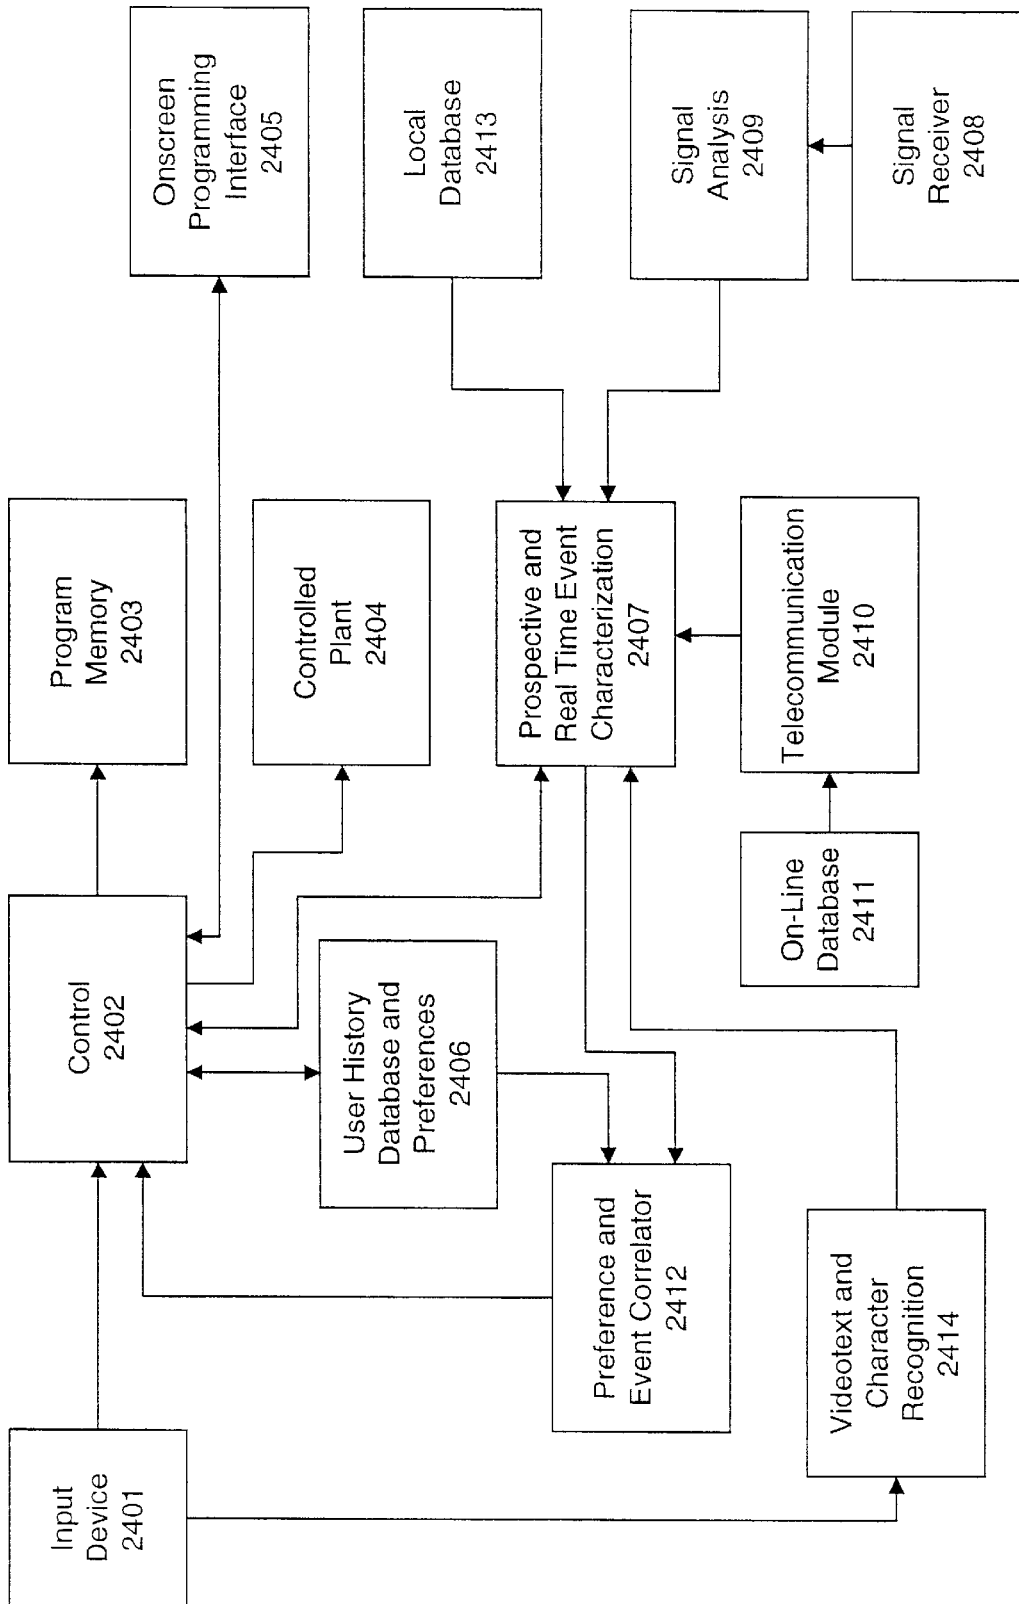 Input
Device
2401
Control
2402
Program
Memory
2403
Onscreen
Programming
Interface
2405
Controlled
Plant
2404
User History
Database and
Preferences
2406
Local
Database
2413
Prospective and
Real Time Event
Characterization
2407
Preference and
Event Correlator
2412
Signal
Analysis
2409
Signal
Receiver
2408
Telecommunication
Module
2410
On-Line
Database
2411
Videotext and
Character
Recognition
2414